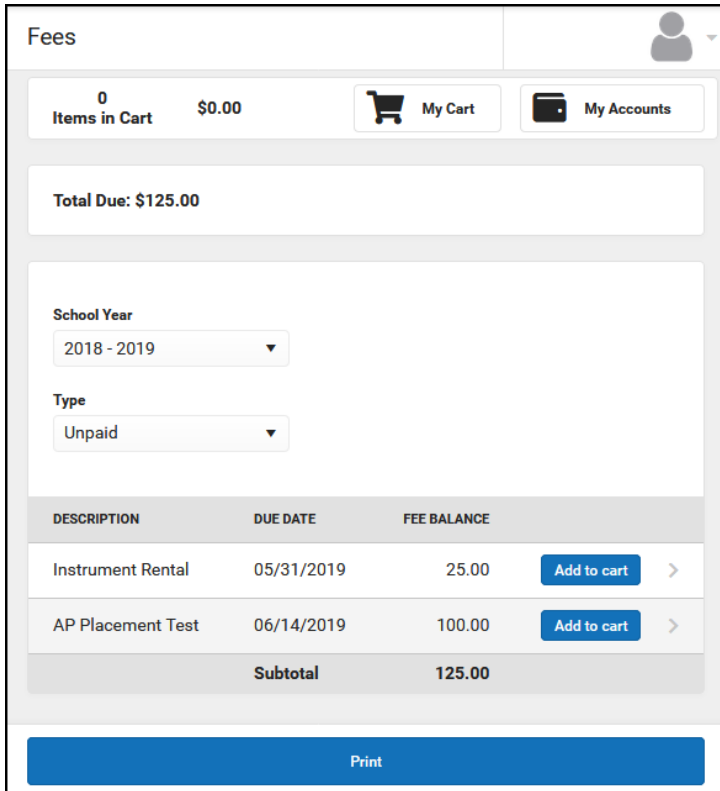 Fees
0
Items in Cart
$0.00
My Cart
My Accounts
Total Due: $125.00
School Year
2018 - 2019
Type
Unpaid
DESCRIPTION DUE DATE FEE BALANCE
Instrument Rental 05/31/2019 25.00 Add to cart
AP Placement Test 06/14/2019 100.00 Add to cart
Subtotal 125.00
Print